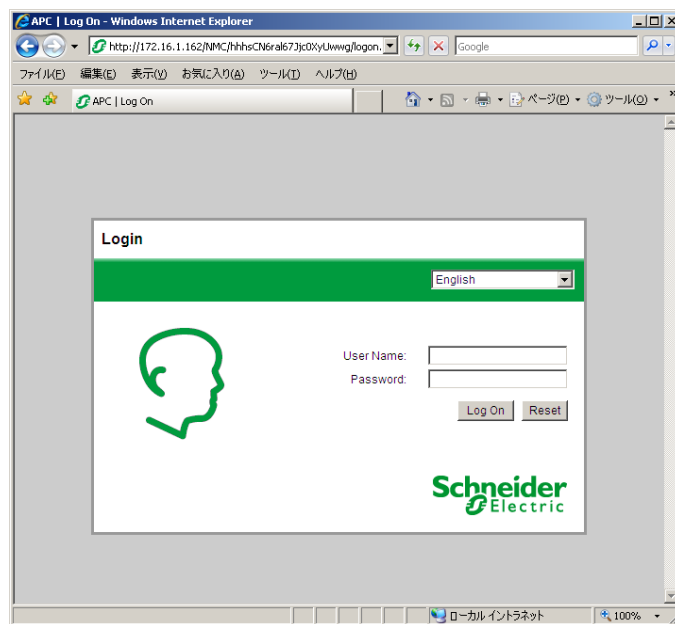 APC | Log On - Windows Internet Explorer
http://172.16.1.162/NMC/hhhsCN6ral67Jjc0XyUwwg/logon.
Google
ファイル(F) 編集(E) 表示(V) お気に入り(A) ツール(T) ヘルプ(H)
APC | Log On
ページ(P) ツール(O)
Login
English
User Name:
Password:
Log On Reset
Schneider
Electric
ローカル イントラネット 100%